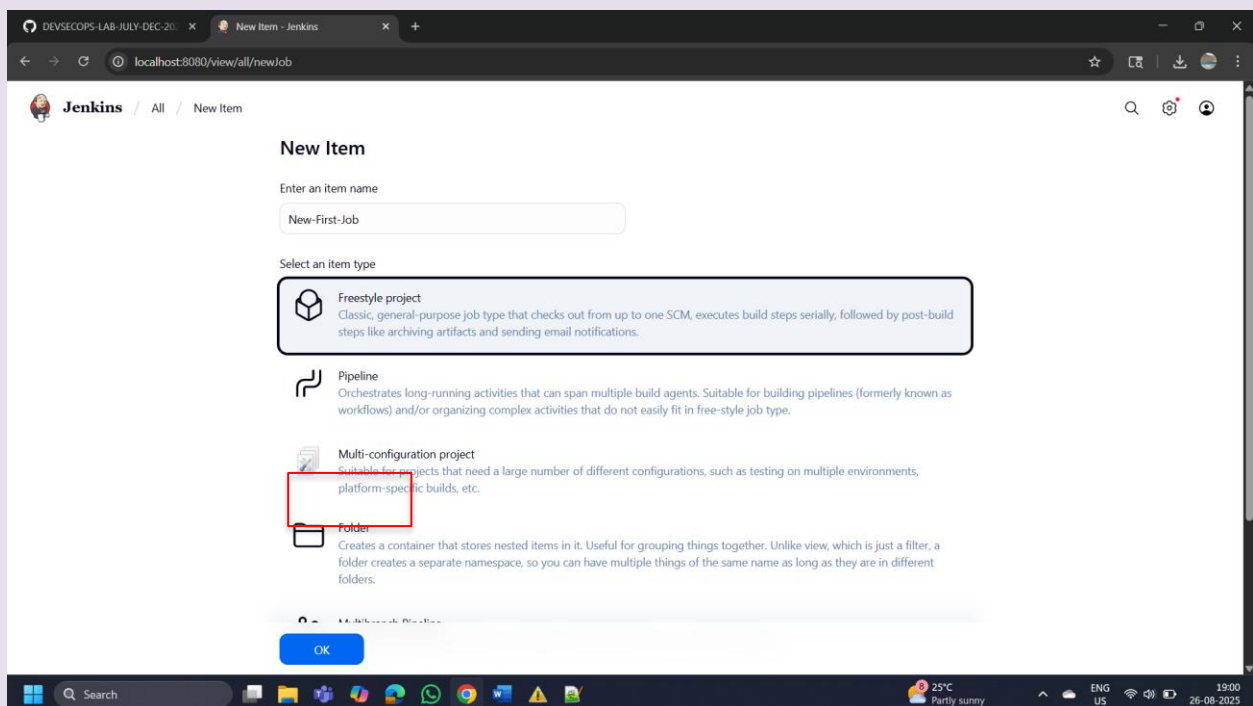 DEVSECOPS-LAB-JULY-DEC-20
New Item - Jenkins
localhost:8080/view/all/newJob
Jenkins / All / New Item
New Item
Enter an item name
New-First-Job
Select an item type
Freestyle project
Classic, general-purpose job type that checks out from up to one SCM, executes build steps serially, followed by post-build
steps like archiving artifacts and sending email notifications.
Pipeline
Orchestrates long-running activities that can span multiple build agents. Suitable for building pipelines (formerly known as
workflows) and/or organizing complex activities that do not easily fit in free-style job type.
Multi-configuration project
Suitable for projects that need a large number of different configurations, such as testing on multiple environments,
platform-specific builds, etc.
Folder
Creates a container that stores nested items in it. Useful for grouping things together. Unlike view, which is just a filter, a
folder creates a separate namespace, so you can have multiple things of the same name as long as they are in different
folders.
Multibranch Pipeline
OK
Search
8
25°C
Partly sunny
ENG
US
19:00
26-08-2025